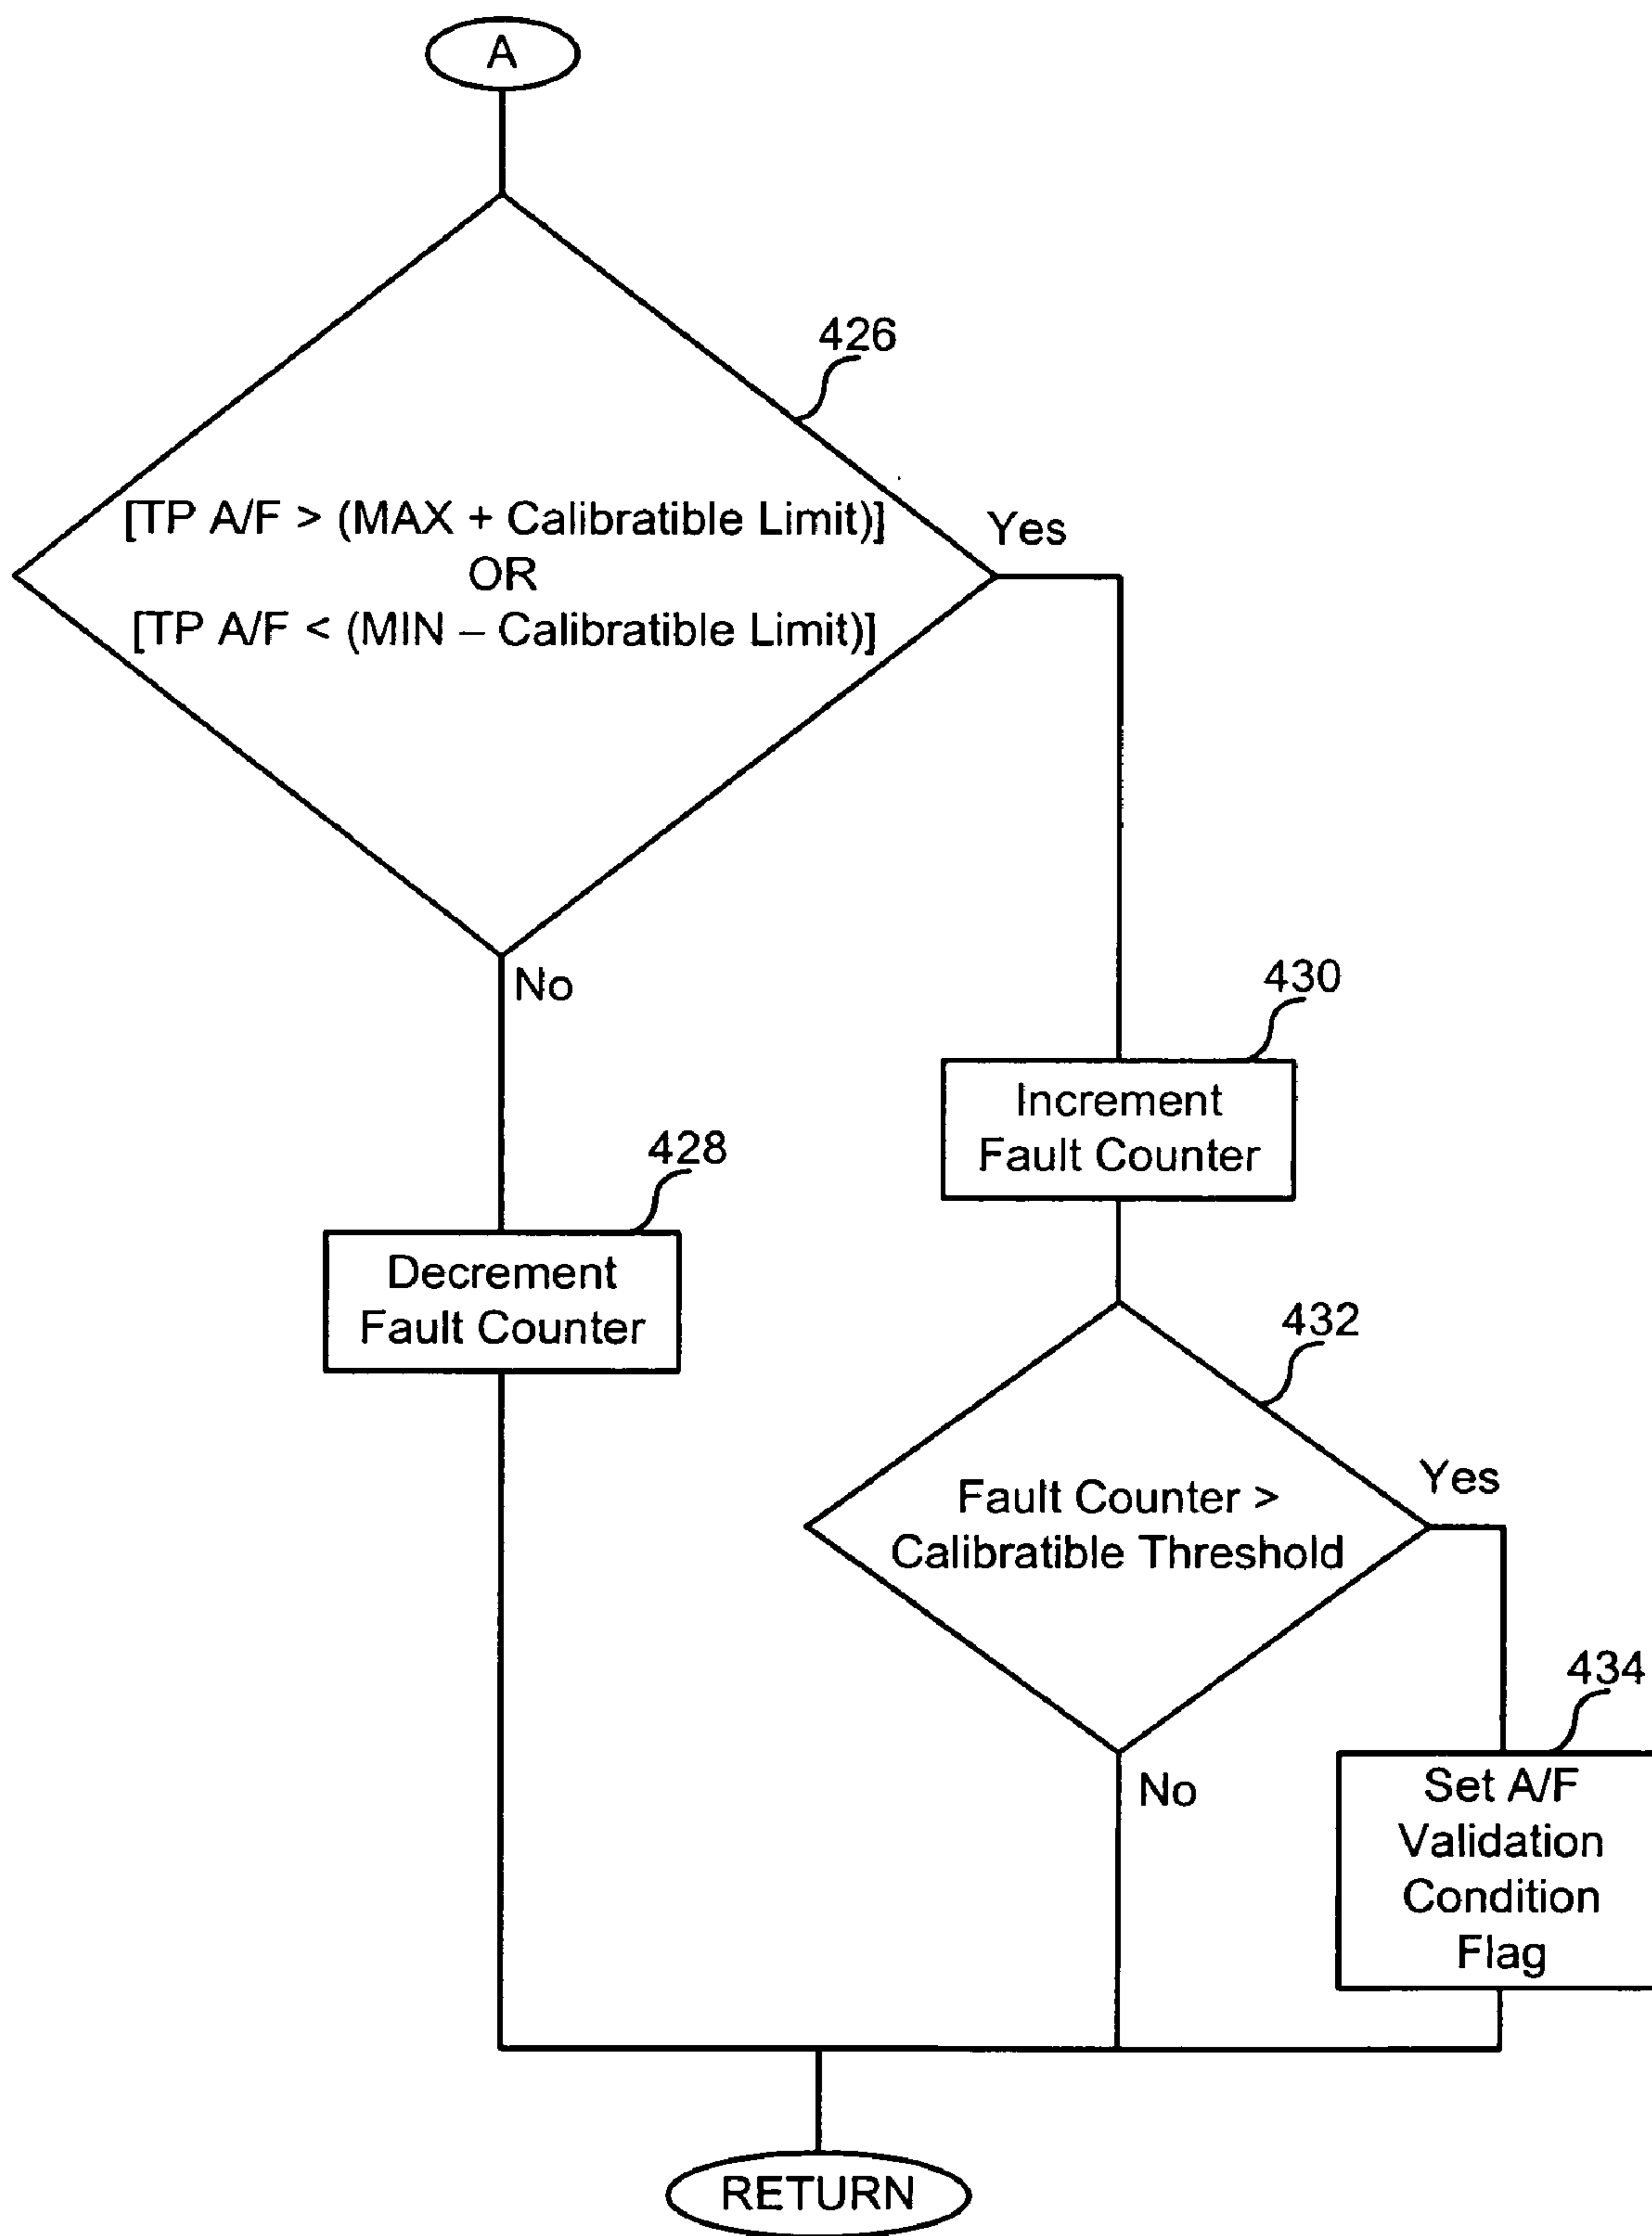 A
426
[TP A/F > (MAX + Calibratible Limit)]
OR
[TP A/F < (MIN – Calibratible Limit)]
Yes
No
430
Increment
Fault Counter
428
Decrement
Fault Counter
432
Fault Counter >
Calibratible Threshold
Yes
No
434
Set A/F
Validation
Condition
Flag
RETURN